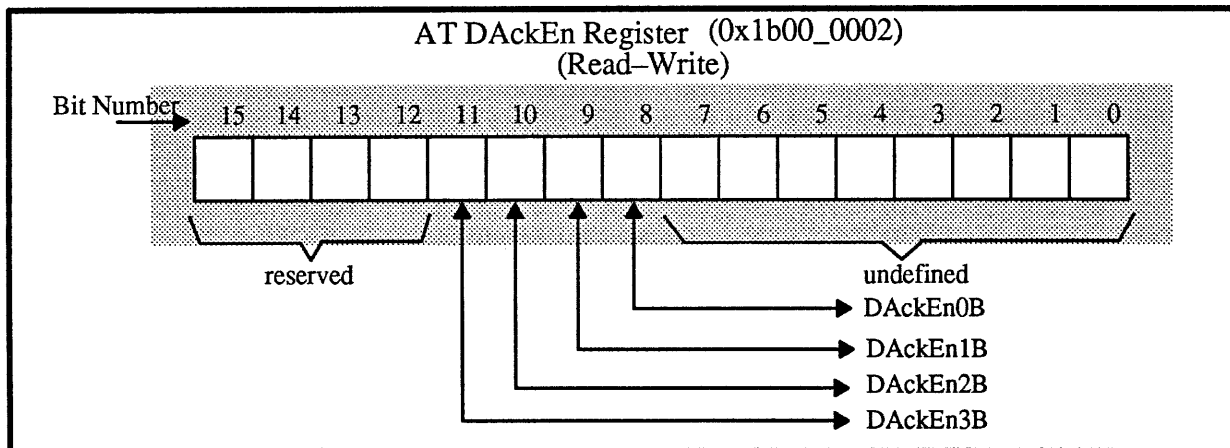 AT DAckEn Register (0x1b00_0002)
(Read–Write)
Bit Number 15 14 13 12 11 10 9 8 7 6 5 4 3 2 1 0
reserved
undefined
DAckEn0B
DAckEn1B
DAckEn2B
DAckEn3B